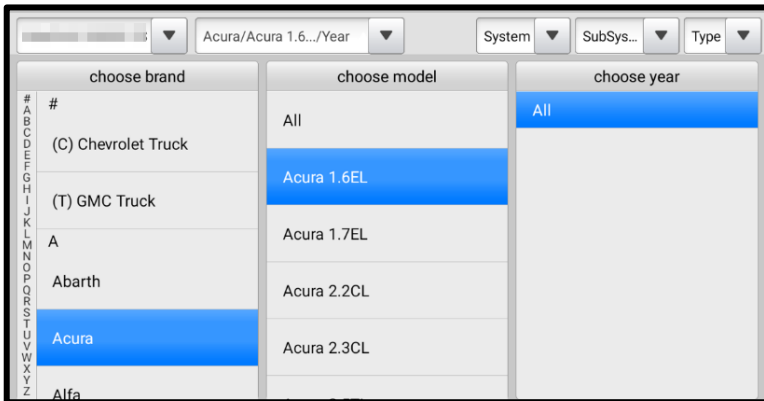 Acura/Acura 1.6.../Year System SubSys... Type
choose brand choose model choose year
#
A
B
C
D
E
F
G
H
I
J
K
L
M
N
O
P
Q
R
S
T
U
V
W
X
Y
Z
#
(C) Chevrolet Truck
(T) GMC Truck
A
Abarth
Acura
Alfa
All
Acura 1.6EL
Acura 1.7EL
Acura 2.2CL
Acura 2.3CL
All